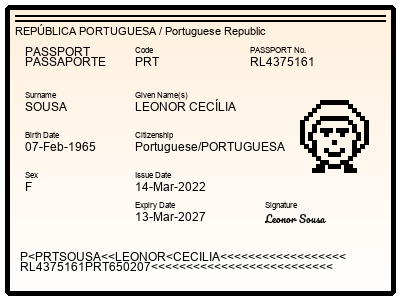 REPÚBLICA PORTUGUESA / Portuguese Republic
PASSPORT Code PASSPORT No.
PASSAPORTE PRT RL4375161
Surname Given Name(s)
SOUSA LEONOR CECÍLIA
Birth Date Citizenship
07-Feb-1965 Portuguese/PORTUGUESA
Sex Issue Date
F 14-Mar-2022
Expiry Date Signature
13-Mar-2027 Leonor Sousa
P<PRTSOUSA<<LEONOR<CECILIA<<<<<<<<<<<<<<<<<<
RL4375161PRT650207<<<<<<<<<<<<<<<<<<<<<<<<<<